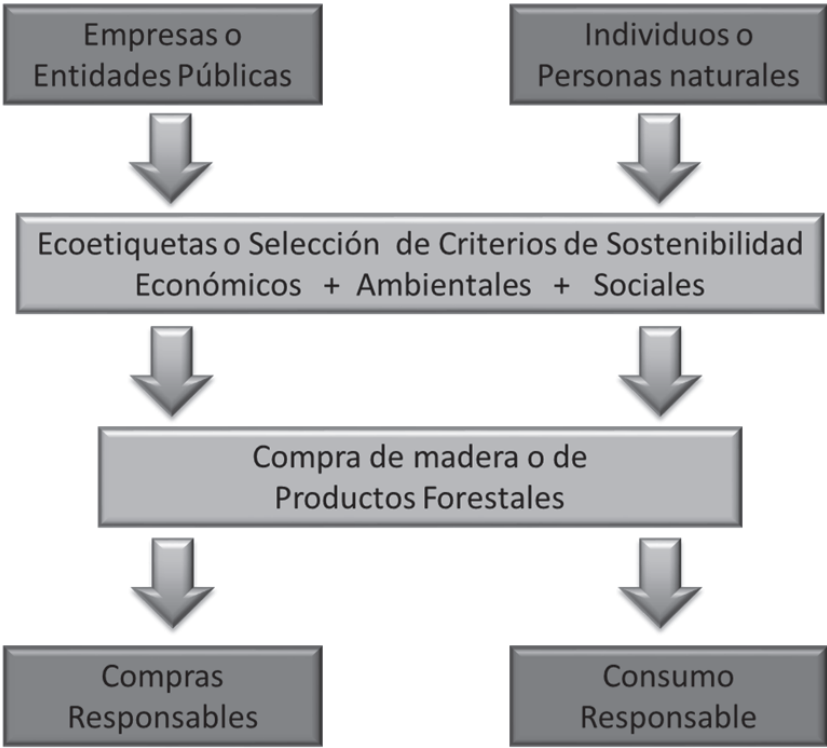 Empresas o
Entidades Públicas
Individuos o
Personas naturales
Ecoetiquetas o Selección de Criterios de Sostenibilidad
Económicos + Ambientales + Sociales
Compra de madera o de
Productos Forestales
Compras
Responsables
Consumo
Responsable